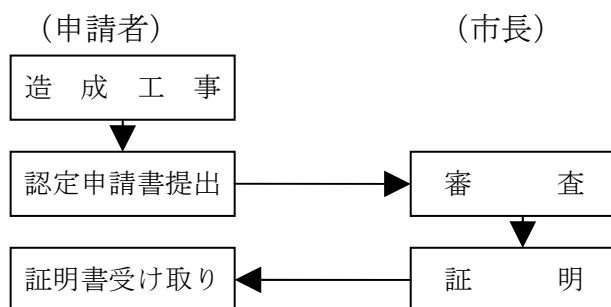 （申請者） （市長）
造成工事
認定申請書提出 審査
証明書受け取り 証明